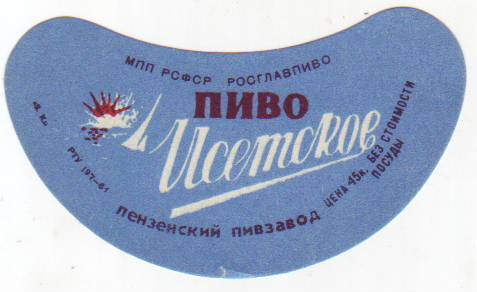 МПП РСФСР РОСГЛАВПИВО
ПИВО
Исетское
„В. К."
РТУ 197-61
ПЕНЗЕНСКИЙ ПИВЗАВОД
ЦЕНА-45к. БЕЗ СТОИМОСТИ
ПОСУДЫ